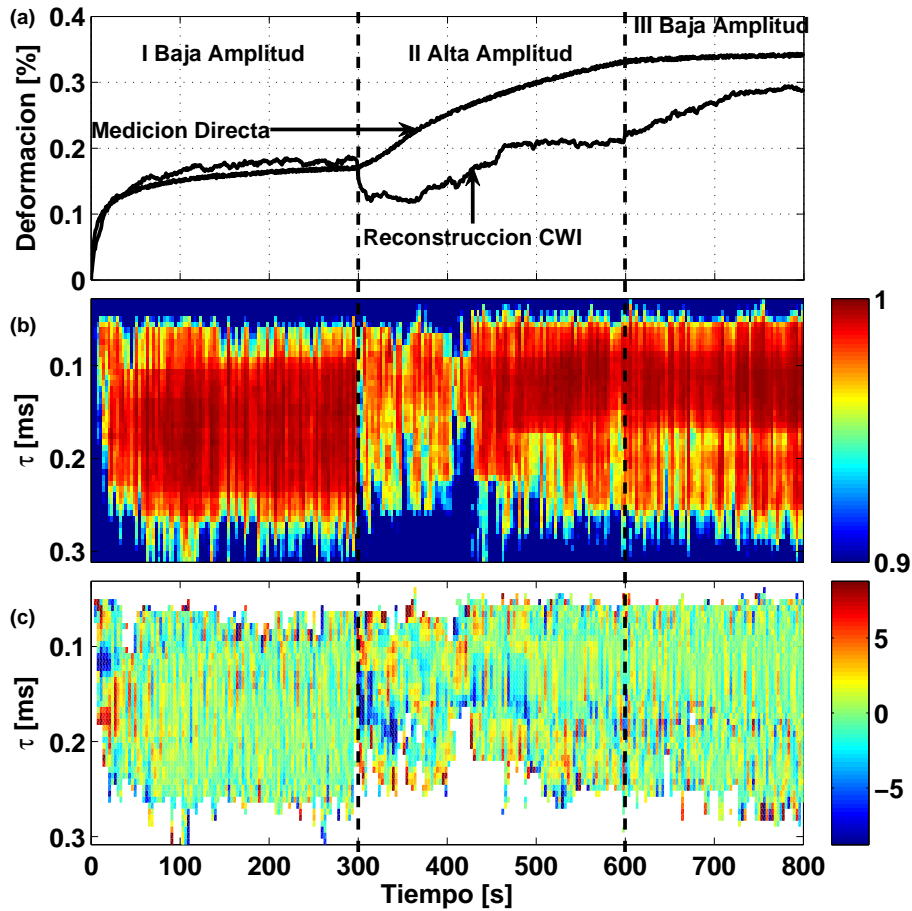 (a)
0.4
0.3
0.2
0.1
0
Deformacion [%]
I Baja Amplitud
II Alta Amplitud
III Baja Amplitud
Medicion Directa
Reconstruccion CWI
(b)
0.1
0.2
0.3
τ [ms]
1
0.9
(c)
0.1
0.2
0.3
τ [ms]
5
0
−5
0 100 200 300 400 500 600 700 800
Tiempo [s]